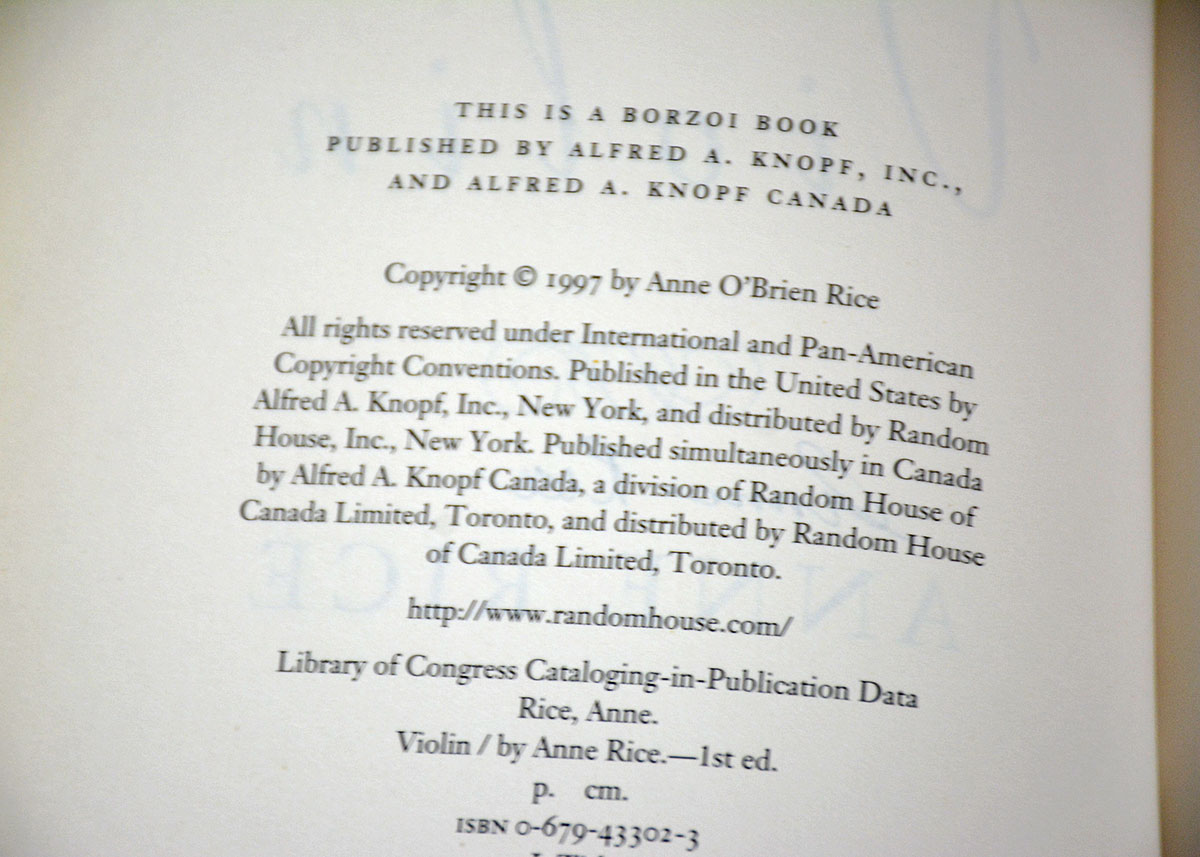 THIS IS A BORZOI BOOK
PUBLISHED BY ALFRED A. KNOPF, INC.,
AND ALFRED A. KNOPF CANADA
Copyright © 1997 by Anne O’Brien Rice
All rights reserved under International and Pan-American
Copyright Conventions. Published in the United States by
Alfred A. Knopf, Inc., New York, and distributed by Random
House, Inc., New York. Published simultaneously in Canada
by Alfred A. Knopf Canada, a division of Random House of
Canada Limited, Toronto, and distributed by Random House
of Canada Limited, Toronto.
http://www.randomhouse.com/
Library of Congress Cataloging-in-Publication Data
Rice, Anne.
Violin / by Anne Rice.—1st ed.
p. cm.
ISBN 0-679-43302-3